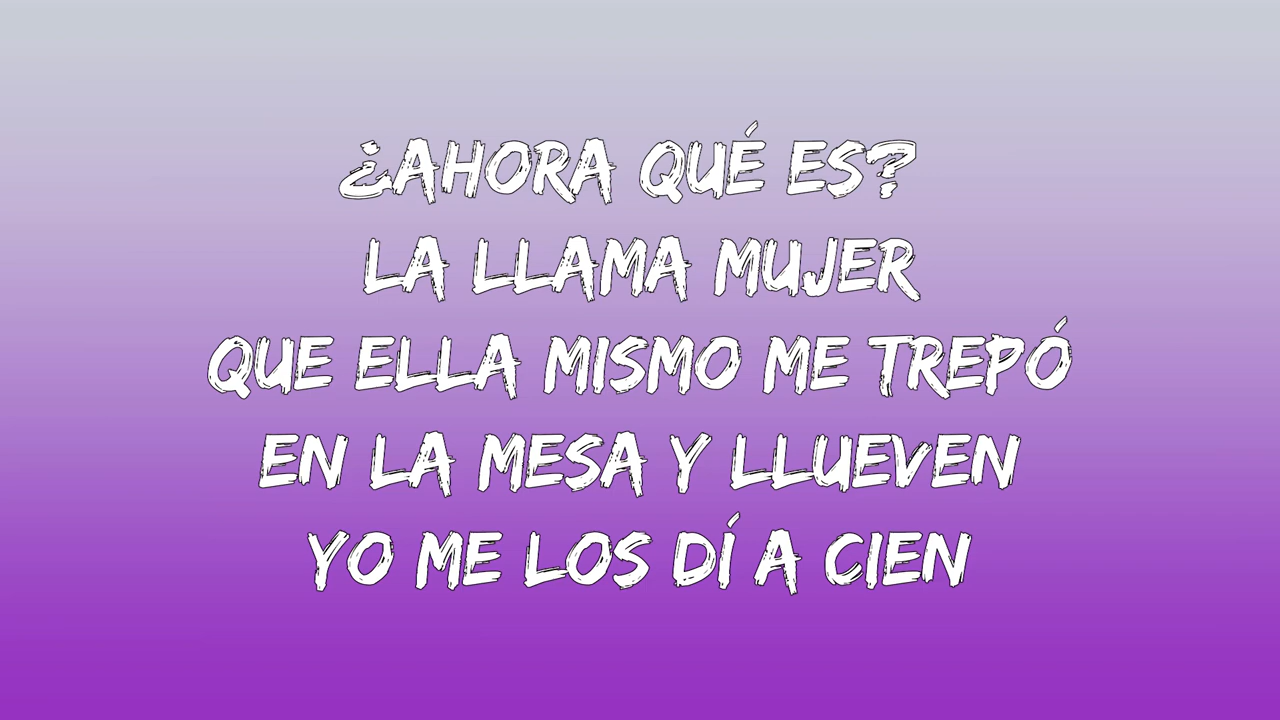 ¿AHORA QUÉ ES?
LA LLAMA MUJER
QUE ELLA MISMO ME TREPÓ
EN LA MESA Y LLUEVEN
YO ME LOS DÍ A CIEN